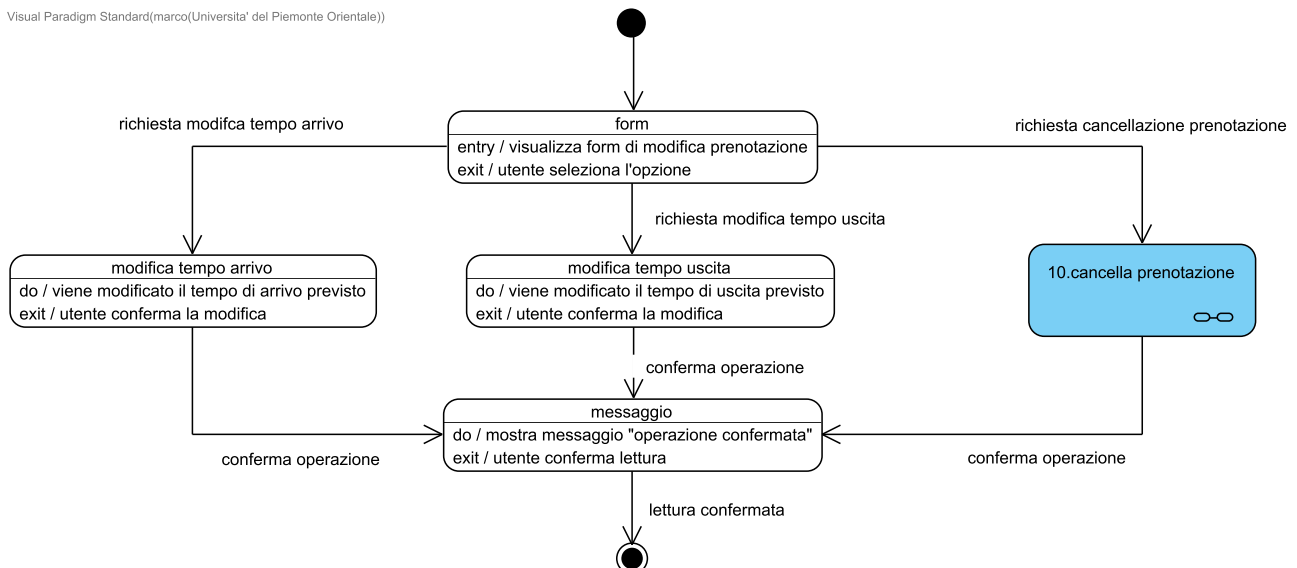 Visual Paradigm Standard(marco(Universita' del Piemonte Orientale))
richiesta modifca tempo arrivo
form
richiesta cancellazione prenotazione
entry / visualizza form di modifica prenotazione
exit / utente seleziona l'opzione
richiesta modifica tempo uscita
modifica tempo arrivo
do / viene modificato il tempo di arrivo previsto
exit / utente conferma la modifica
modifica tempo uscita
do / viene modificato il tempo di uscita previsto
exit / utente conferma la modifica
10.cancella prenotazione
conferma operazione
messaggio
do / mostra messaggio "operazione confermata"
exit / utente conferma lettura
conferma operazione
conferma operazione
lettura confermata